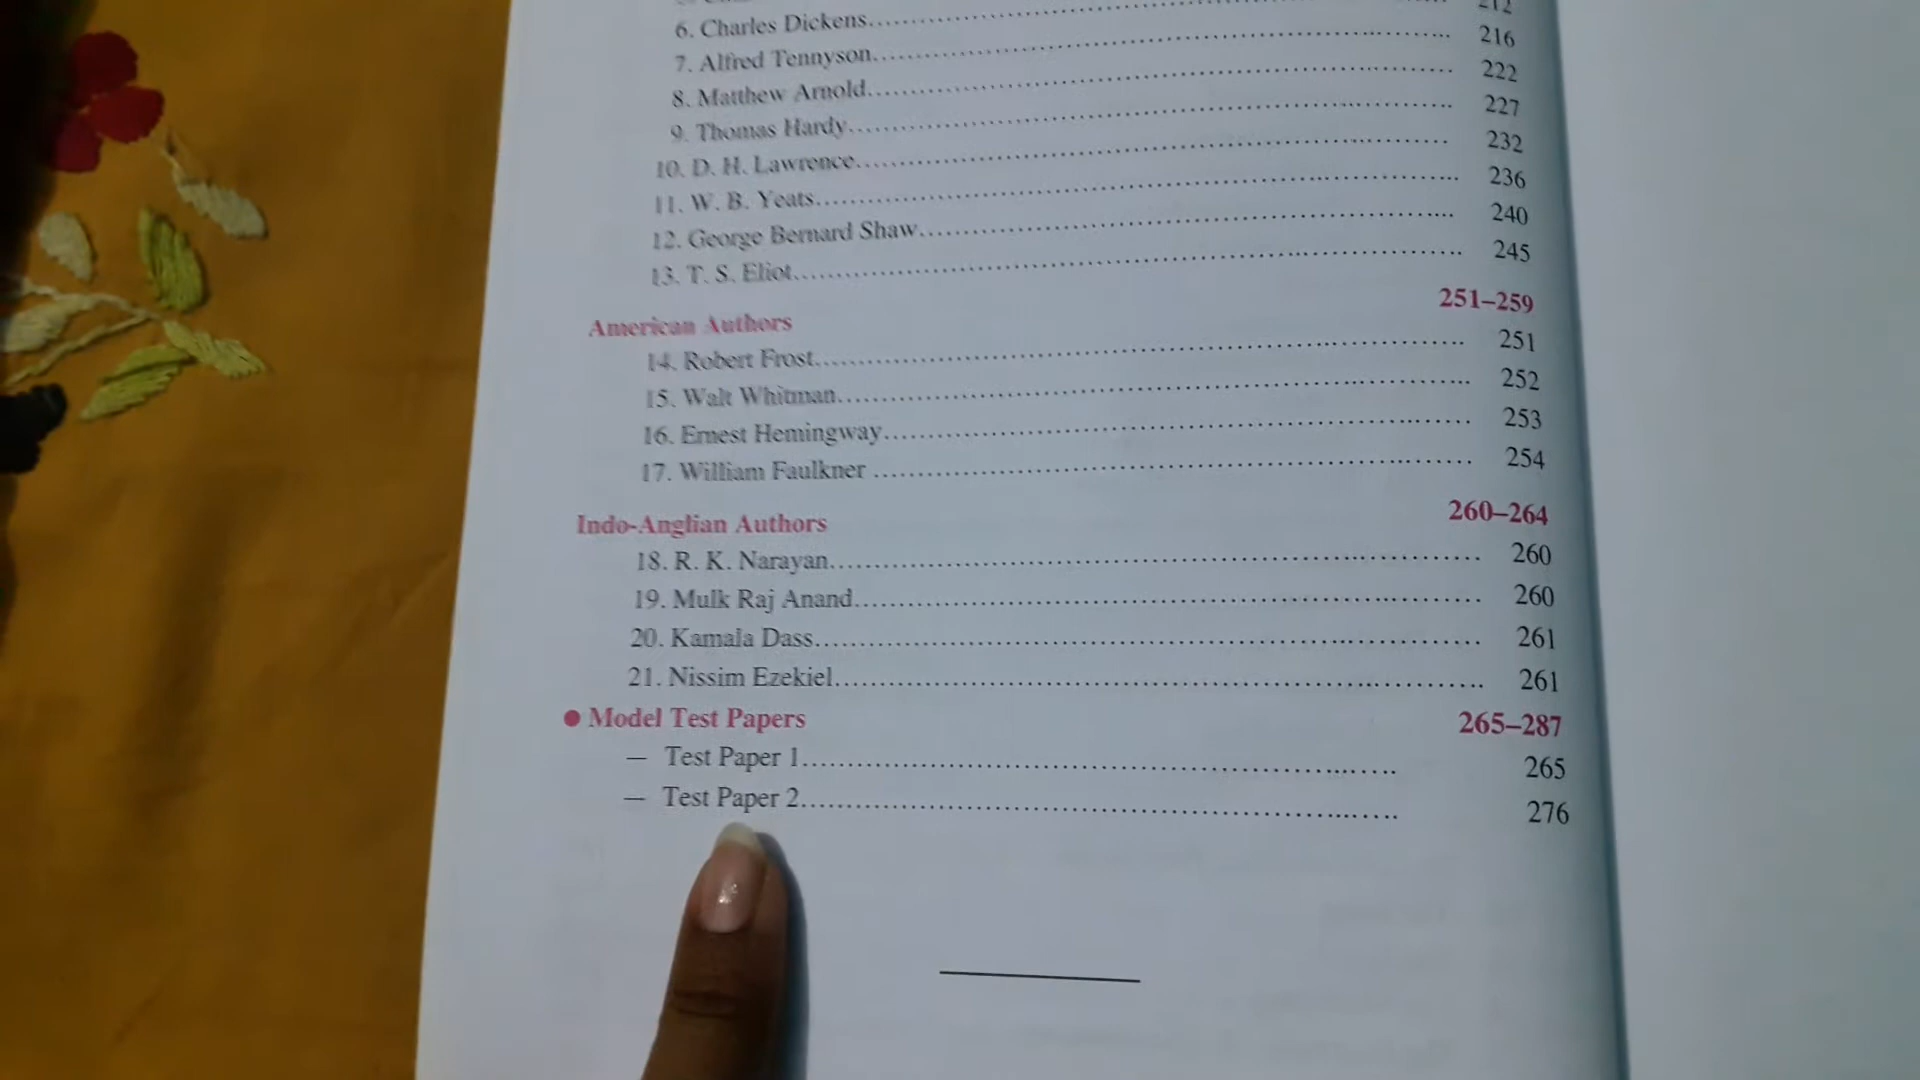 6. Charles Dickens........ 212
7. Alfred Tennyson........ 216
8. Matthew Arnold........ 222
9. Thomas Hardy........ 227
10. D. H. Lawrence........ 232
11. W. B. Yeats........ 236
12. George Bernard Shaw........ 240
13. T. S. Eliot........ 245
American Authors 251–259
14. Robert Frost........ 251
15. Walt Whitman........ 252
16. Ernest Hemingway........ 253
17. William Faulkner ........ 254
Indo-Anglian Authors 260–264
18. R. K. Narayan........ 260
19. Mulk Raj Anand........ 260
20. Kamala Dass........ 261
21. Nissim Ezekiel........ 261
● Model Test Papers 265–287
— Test Paper 1........ 265
— Test Paper 2........ 276